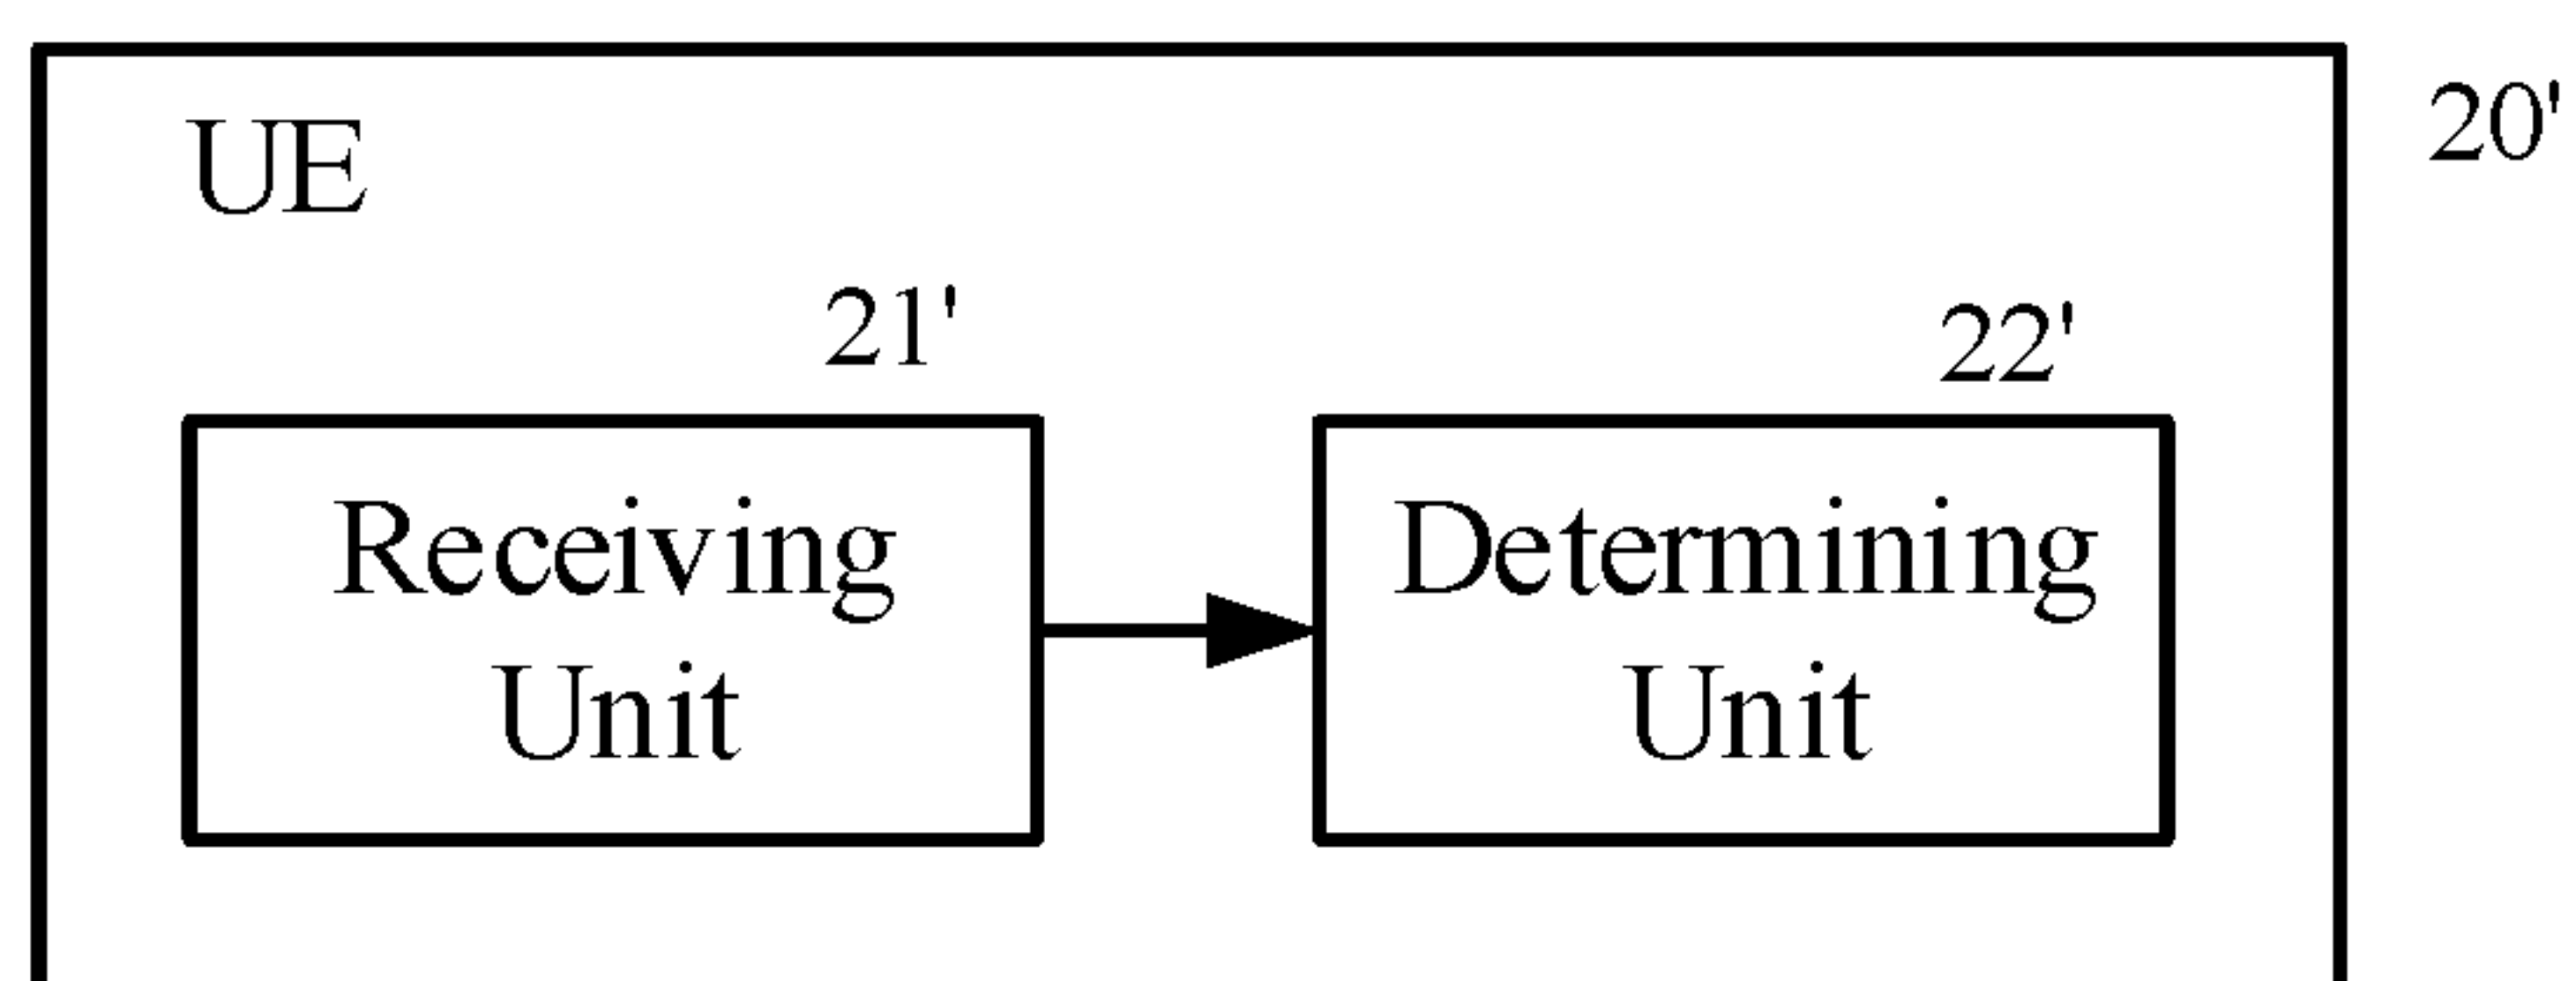 20'
UE
21'
22'
Receiving
Unit
Determining
Unit